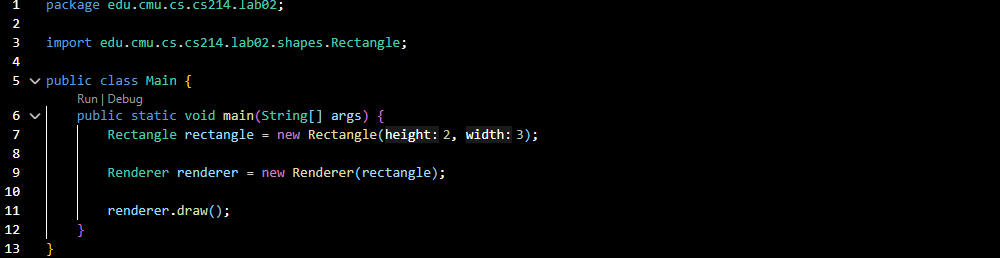 1 package edu.cmu.cs.cs214.lab02;
2
3 import edu.cmu.cs.cs214.lab02.shapes.Rectangle;
4
5 public class Main {
Run | Debug
6 public static void main(String[] args) {
7 Rectangle rectangle = new Rectangle(height: 2, width: 3);
8
9 Renderer renderer = new Renderer(rectangle);
10
11 renderer.draw();
12 }
13 }